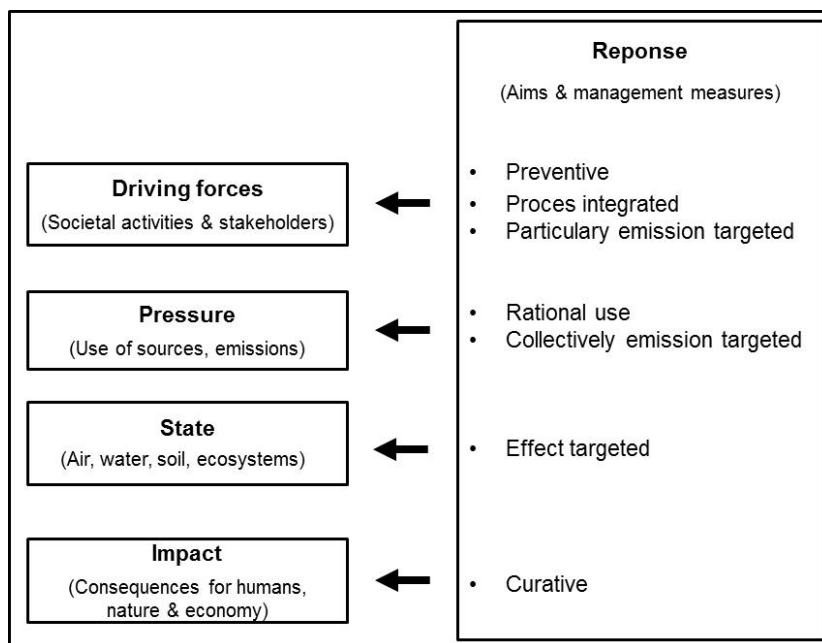 Reponse
(Aims & management measures)
Driving forces
(Societal activities & stakeholders)
• Preventive
• Proces integrated
• Particulary emission targeted
Pressure
(Use of sources, emissions)
• Rational use
• Collectively emission targeted
State
(Air, water, soil, ecosystems)
• Effect targeted
Impact
(Consequences for humans,
nature & economy)
• Curative